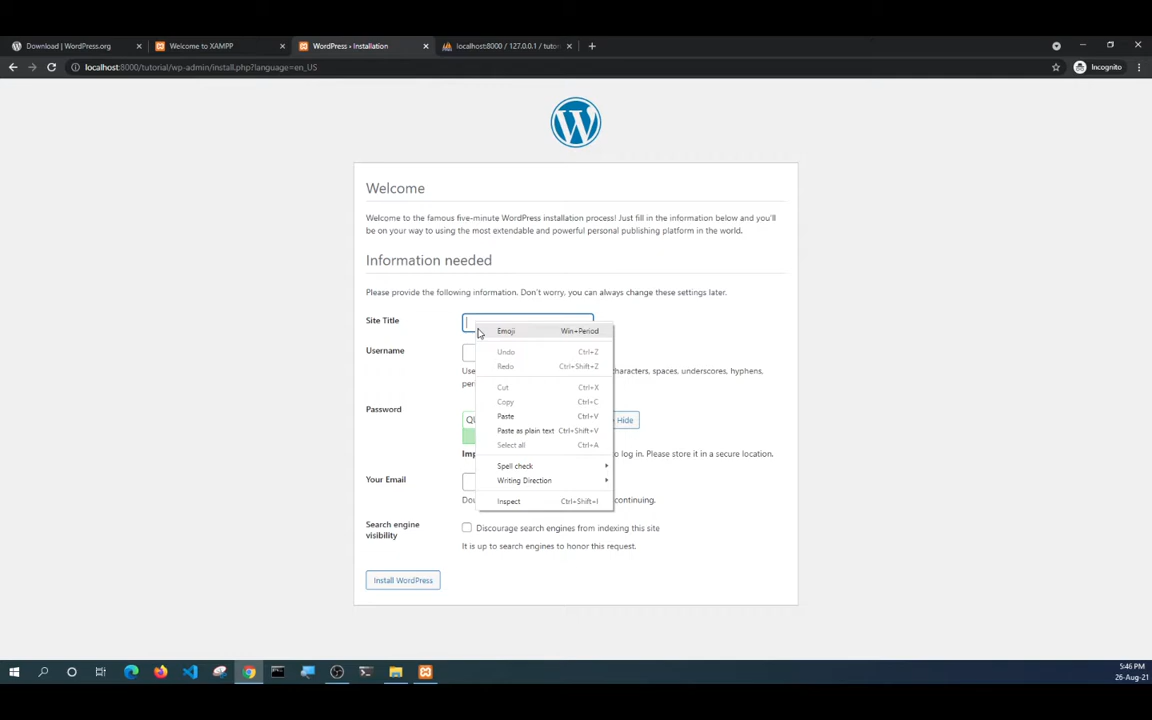 Download | WordPress.org
Welcome to XAMPP
WordPress › Installation
localhost:8000 / 127.0.0.1 / tutor
localhost:8000/tutorial/wp-admin/install.php?language=en_US
Incognito
Welcome
Welcome to the famous five-minute WordPress installation process! Just fill in the information below and you'll
be on your way to using the most extendable and powerful personal publishing platform in the world.
Information needed
Please provide the following information. Don't worry, you can always change these settings later.
Site Title
Emoji Win+Period
Username
Undo Ctrl+Z
Redo Ctrl+Shift+Z
Use haracters, spaces, underscores, hyphens,
per
Cut Ctrl+X
Copy Ctrl+C
Password
Paste Ctrl+V
Hide
Paste as plain text Ctrl+Shift+V
Select all Ctrl+A
Imp to log in. Please store it in a secure location.
Spell check
Your Email
Writing Direction
Dou continuing.
Inspect Ctrl+Shift+I
Search engine
visibility
Discourage search engines from indexing this site
It is up to search engines to honor this request.
Install WordPress
5:46 PM
26-Aug-21